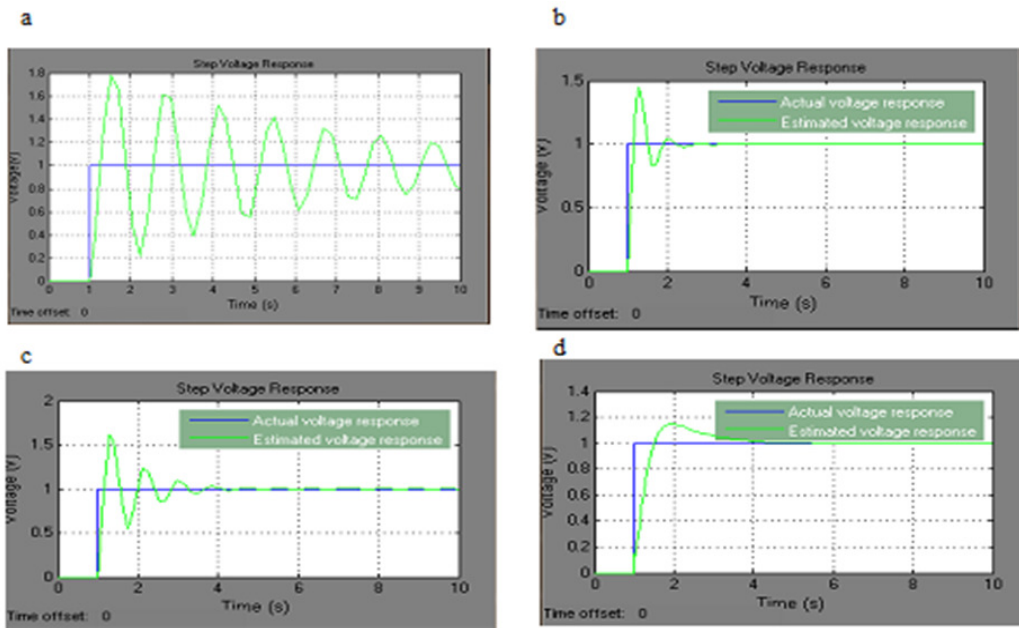 a
Step Voltage Response
1.8
1.6
1.4
1.2
1
0.8
0.6
0.4
0.2
0
Voltage(V)
0 1 2 3 4 5 6 7 8 9 10
Time (s)
Time offset: 0
b
Step Voltage Response
Actual voltage response
Estimated voltage response
1.5
1
0.5
0
Voltage (v)
0 2 4 6 8 10
Time (s)
Time offset: 0
c
Step Voltage Response
Actual voltage response
Estimated voltage response
2
1.5
1
0.5
0
Voltage (v)
0 2 4 6 8 10
Time (s)
Time offset: 0
d
Step Voltage Response
Actual voltage response
Estimated voltage response
1.4
1.2
1
0.8
0.6
0.4
0.2
0
Voltage (v)
0 2 4 6 8 10
Time (s)
Time offset: 0